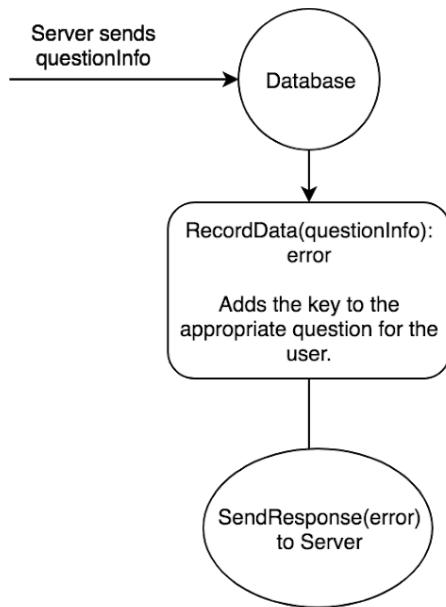 Server sends
questionInfo
Database
RecordData(questionInfo):
error
Adds the key to the
appropriate question for the
user.
SendResponse(error)
to Server